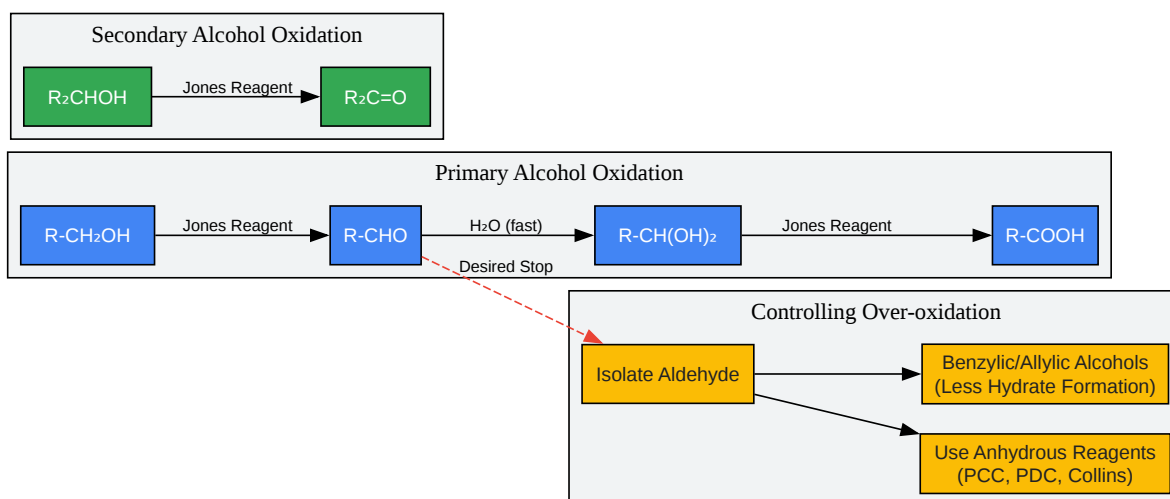 Secondary Alcohol Oxidation
R₂CHOH
Jones Reagent
R₂C=O
Primary Alcohol Oxidation
R-CH₂OH
Jones Reagent
R-CHO
H₂O (fast)
R-CH(OH)₂
Jones Reagent
R-COOH
Desired Stop
Controlling Over-oxidation
Isolate Aldehyde
Benzylic/Allylic Alcohols
(Less Hydrate Formation)
Use Anhydrous Reagents
(PCC, PDC, Collins)